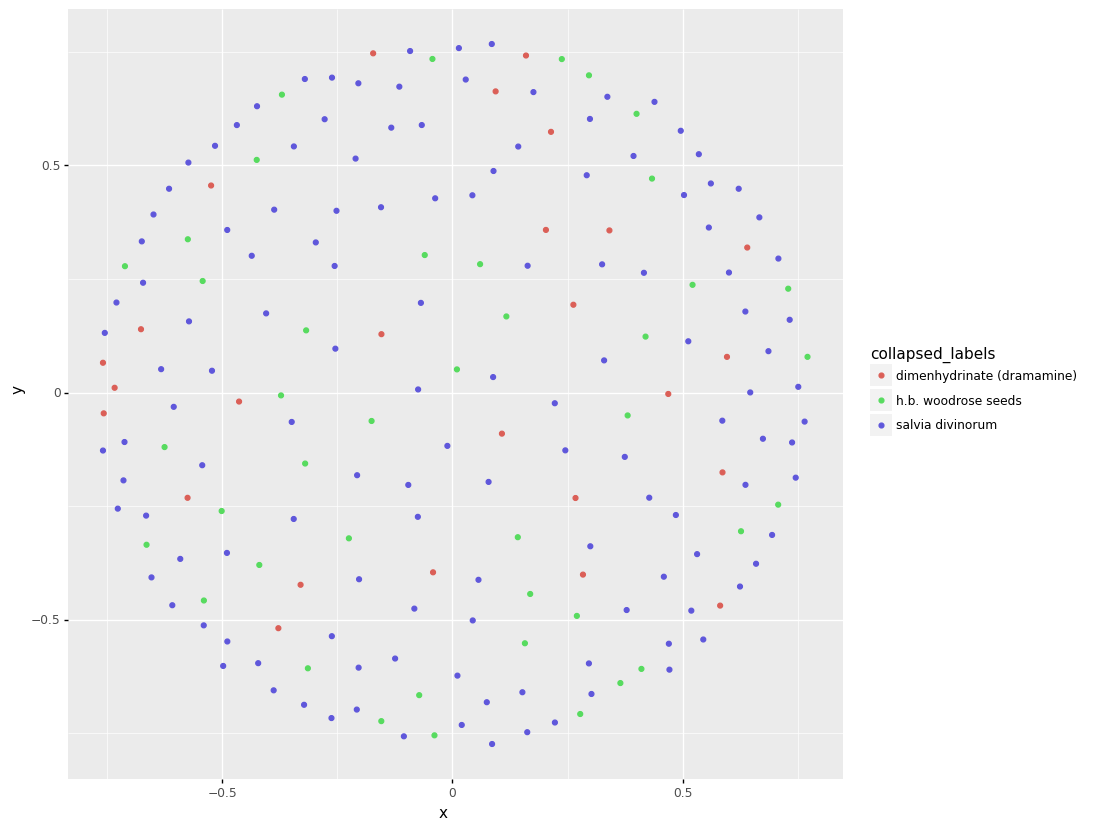 0.5
0
−0.5
y
−0.5
0
0.5
x
collapsed_labels
dimenhydrinate (dramamine)
h.b. woodrose seeds
salvia divinorum